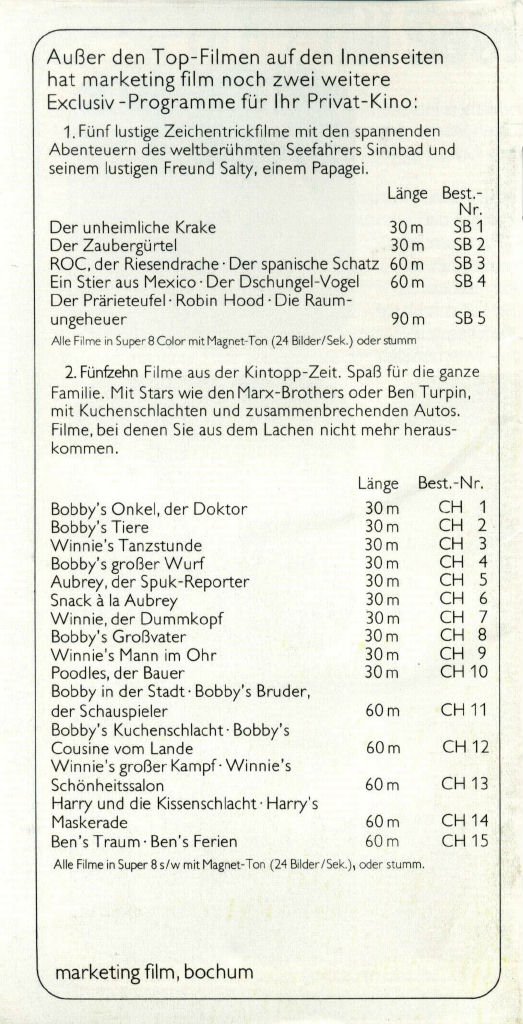 Außer den Top-Filmen auf den Innenseiten
hat marketing film noch zwei weitere
Exclusiv-Programme für Ihr Privat-Kino:
1. Fünf lustige Zeichentrickfilme mit den spannenden
Abenteuern des weltberühmten Seefahrers Sinnbad und
seinem lustigen Freund Salty, einem Papagei.
Länge Best.-
Nr.
Der unheimliche Krake 30 m SB 1
Der Zaubergürtel 30 m SB 2
ROC, der Riesendrache · Der spanische Schatz 60 m SB 3
Ein Stier aus Mexico · Der Dschungel-Vogel 60 m SB 4
Der Prärieteufel · Robin Hood · Die Raum-
ungeheuer 90 m SB 5
Alle Filme in Super 8 Color mit Magnet-Ton (24 Bilder/Sek.) oder stumm
2. Fünfzehn Filme aus der Kintopp-Zeit. Spaß für die ganze
Familie. Mit Stars wie den Marx-Brothers oder Ben Turpin,
mit Kuchenschlachten und zusammenbrechenden Autos.
Filme, bei denen Sie aus dem Lachen nicht mehr heraus-
kommen.
Länge Best.-Nr.
Bobby's Onkel, der Doktor 30 m CH 1
Bobby's Tiere 30 m CH 2
Winnie's Tanzstunde 30 m CH 3
Bobby's großer Wurf 30 m CH 4
Aubrey, der Spuk-Reporter 30 m CH 5
Snack à la Aubrey 30 m CH 6
Winnie, der Dummkopf 30 m CH 7
Bobby's Großvater 30 m CH 8
Winnie's Mann im Ohr 30 m CH 9
Poodles, der Bauer 30 m CH 10
Bobby in der Stadt · Bobby's Bruder,
der Schauspieler 60 m CH 11
Bobby's Kuchenschlacht · Bobby's
Cousine vom Lande 60 m CH 12
Winnie's großer Kampf · Winnie's
Schönheitssalon 60 m CH 13
Harry und die Kissenschlacht · Harry's
Maskerade 60 m CH 14
Ben's Traum · Ben's Ferien 60 m CH 15
Alle Filme in Super 8 s/w mit Magnet-Ton (24 Bilder/Sek.), oder stumm.
marketing film, bochum